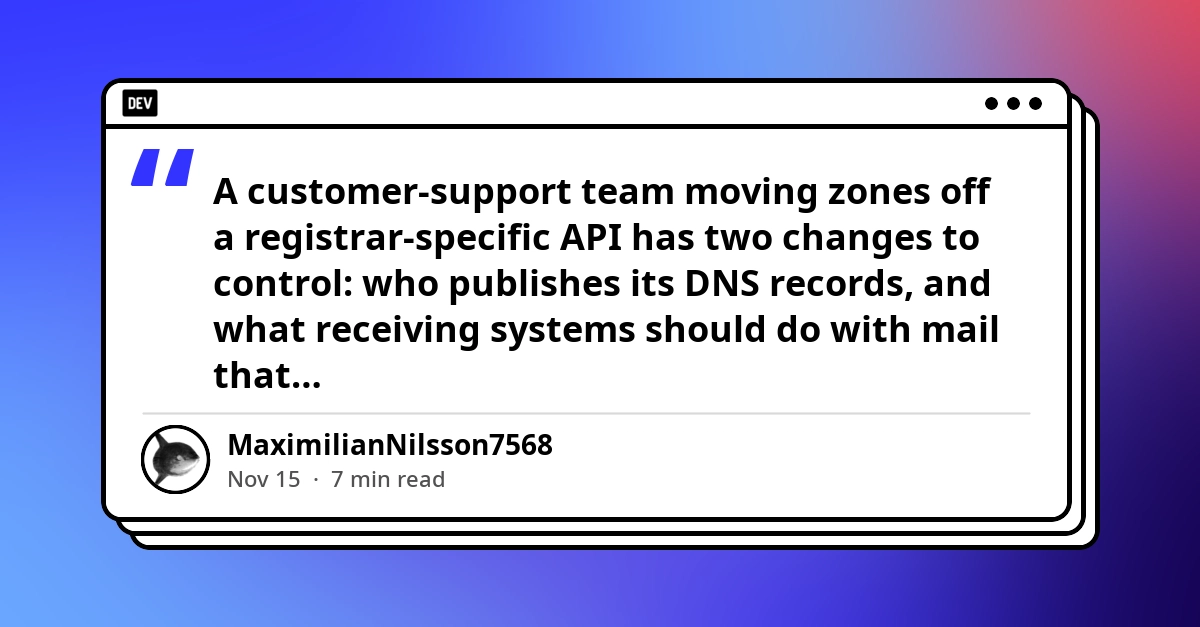 DEV
“
A customer-support team moving zones off
a registrar-specific API has two changes to
control: who publishes its DNS records, and
what receiving systems should do with mail
that...
MaximilianNilsson7568
Nov 15 · 7 min read